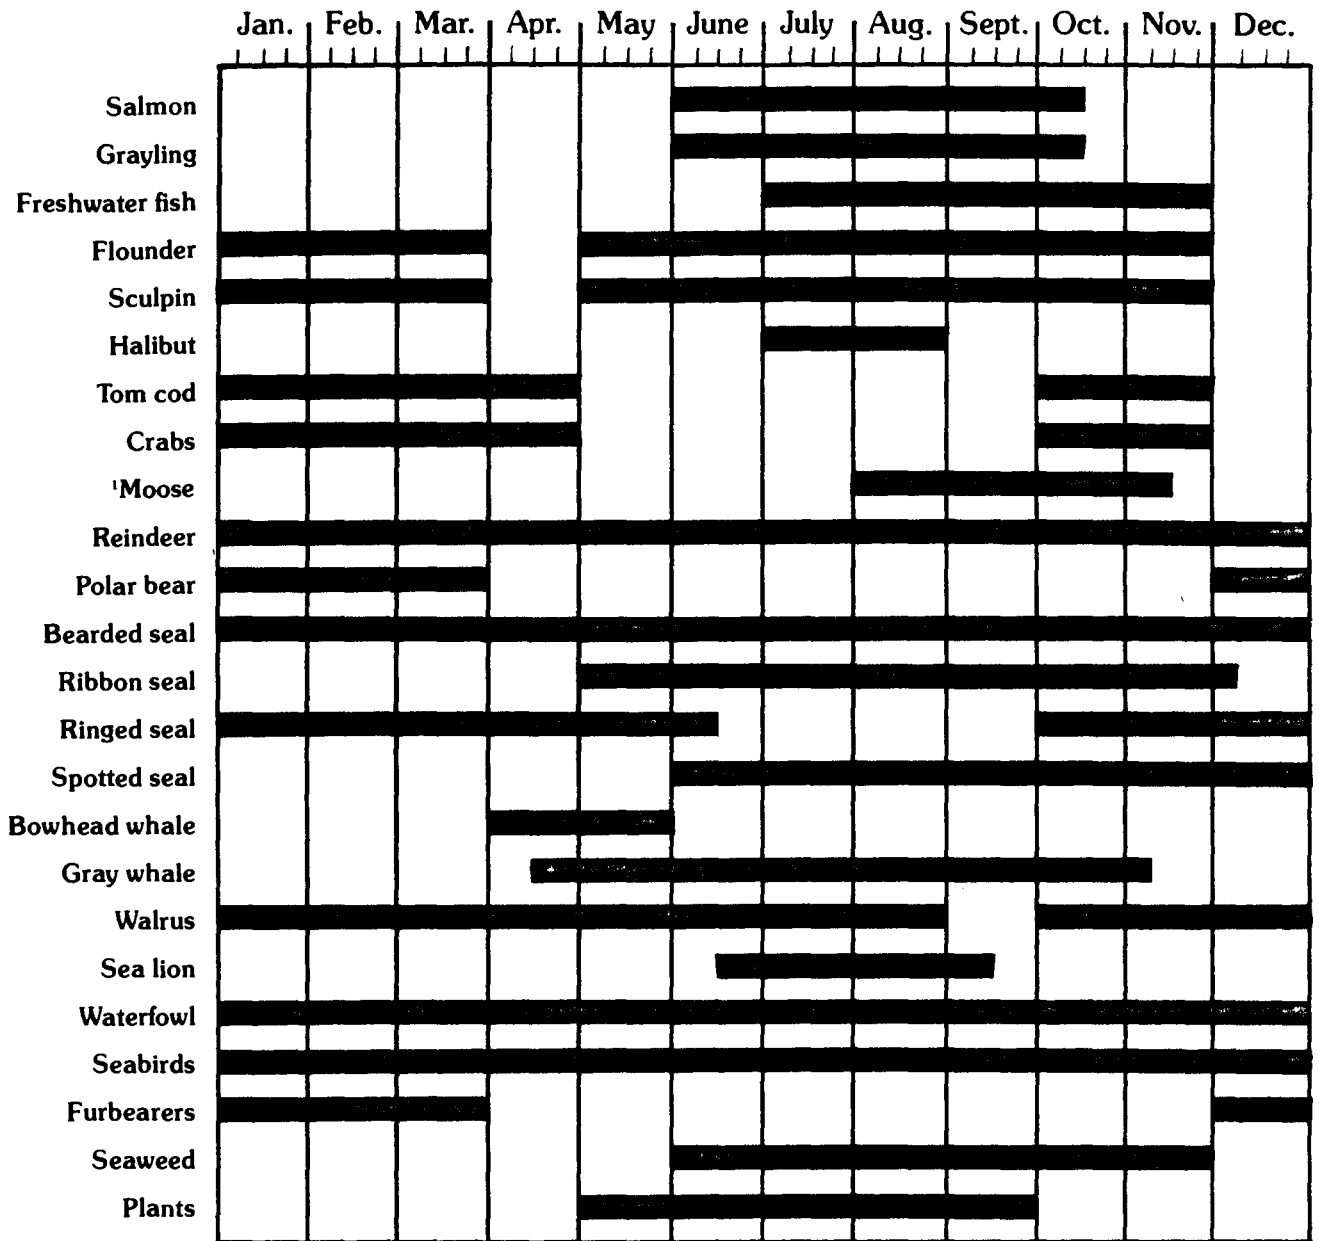 Jan. Feb. Mar. Apr. May June July Aug. Sept. Oct. Nov. Dec.
Salmon
Grayling
Freshwater fish
Flounder
Sculpin
Halibut
Tom cod
Crabs
¹Moose
Reindeer
Polar bear
Bearded seal
Ribbon seal
Ringed seal
Spotted seal
Bowhead whale
Gray whale
Walrus
Sea lion
Waterfowl
Seabirds
Furbearers
Seaweed
Plants